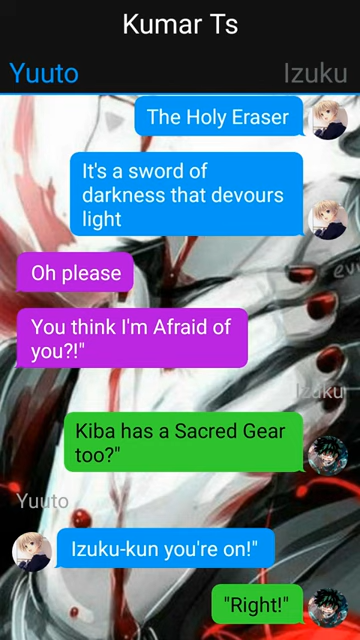 Kumar Ts
Yuuto
Izuku
The Holy Eraser
It's a sword of
darkness that devours
light
Oh please
You think I'm Afraid of
you?!"
Izuku
Kiba has a Sacred Gear
too?"
Yuuto
Izuku-kun you're on!"
"Right!"